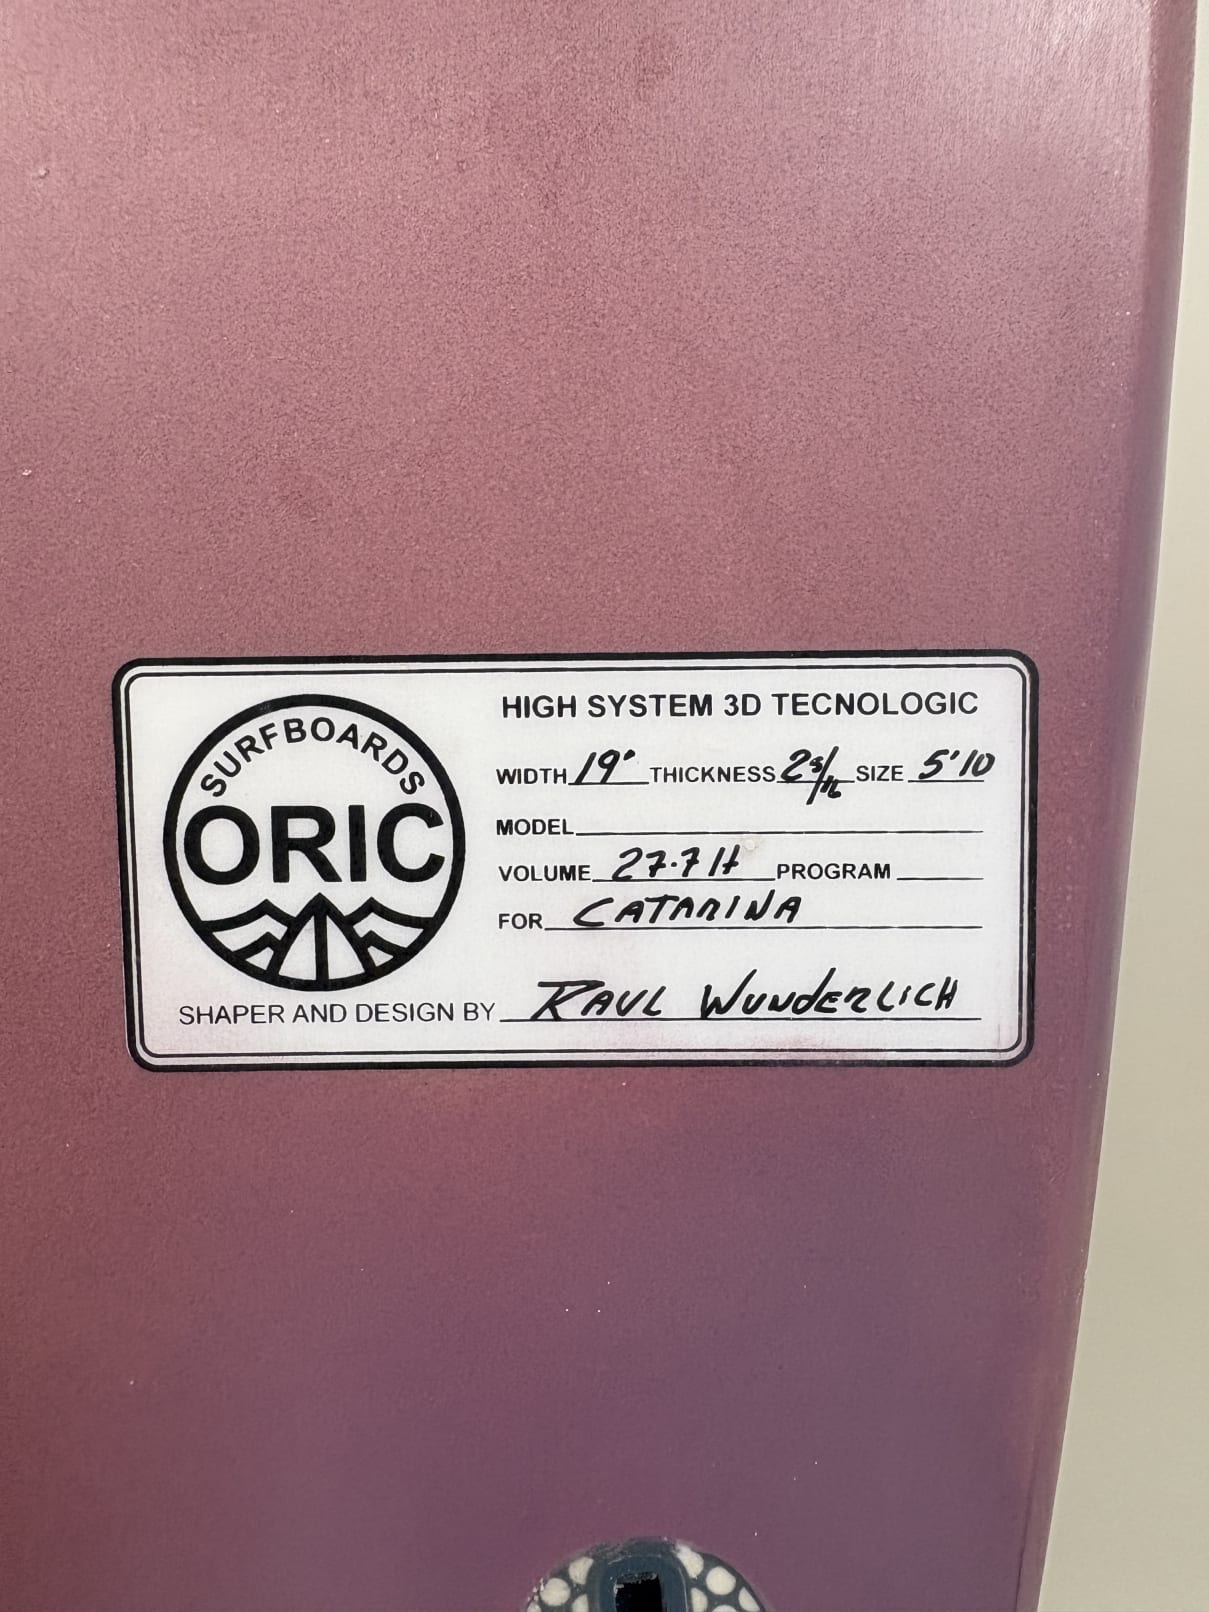 SURFBOARDS
ORIC
HIGH SYSTEM 3D TECNOLOGIC
WIDTH 19" THICKNESS 2 5/16 SIZE 5'10
MODEL
VOLUME 27.7 lt PROGRAM
FOR CATARINA
SHAPER AND DESIGN BY RAUL WUNDERLICH